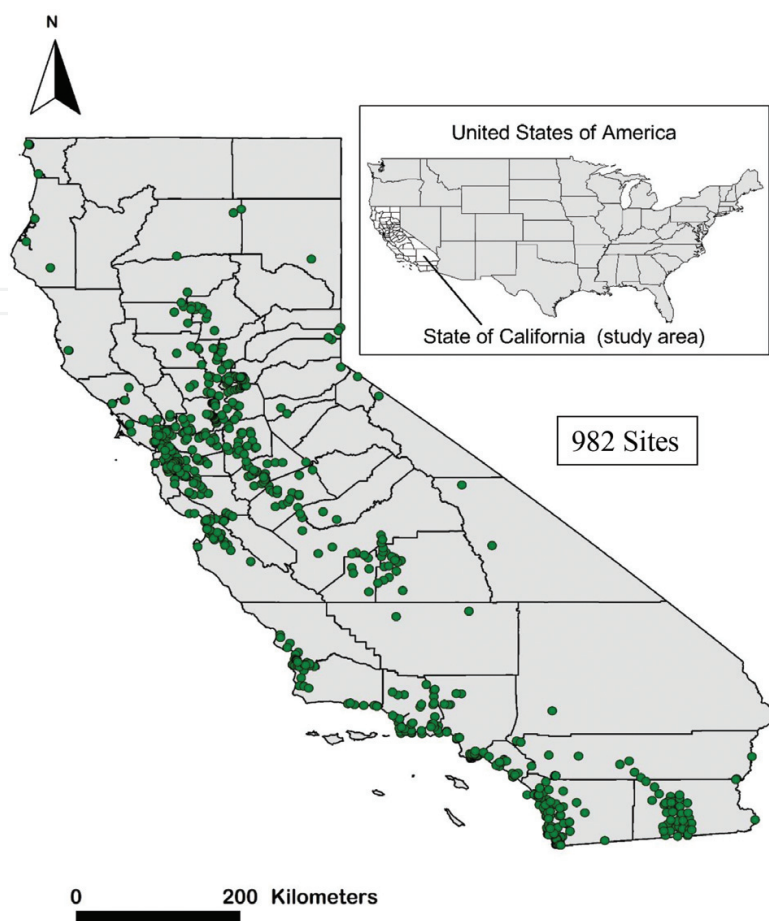 N
United States of America
State of California (study area)
982 Sites
0 200 Kilometers